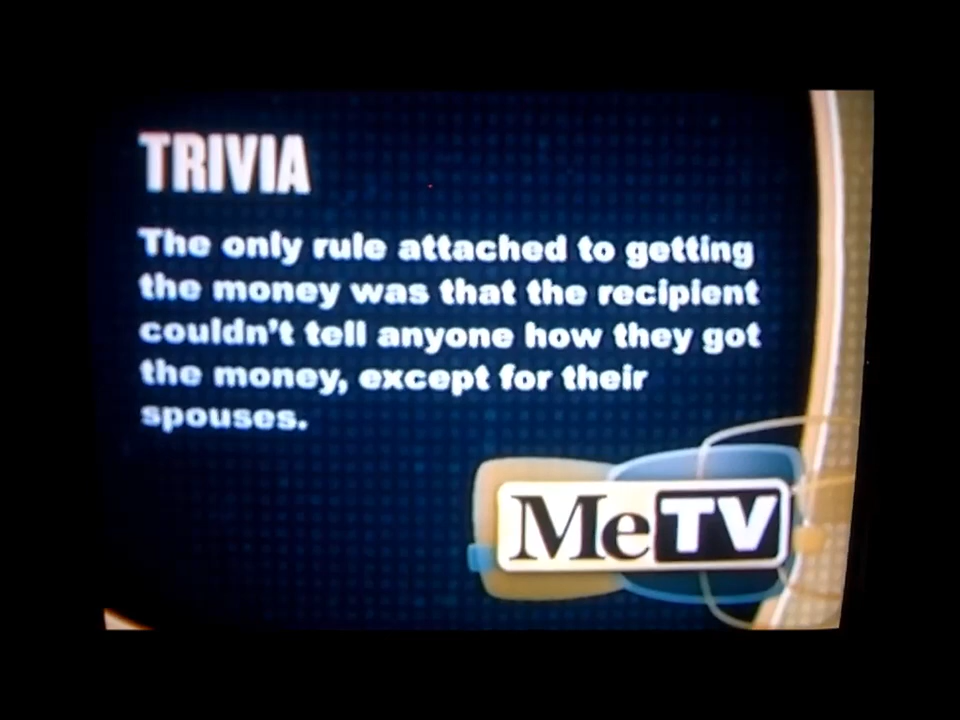 TRIVIA
The only rule attached to getting
the money was that the recipient
couldn't tell anyone how they got
the money, except for their
spouses.
MeTV